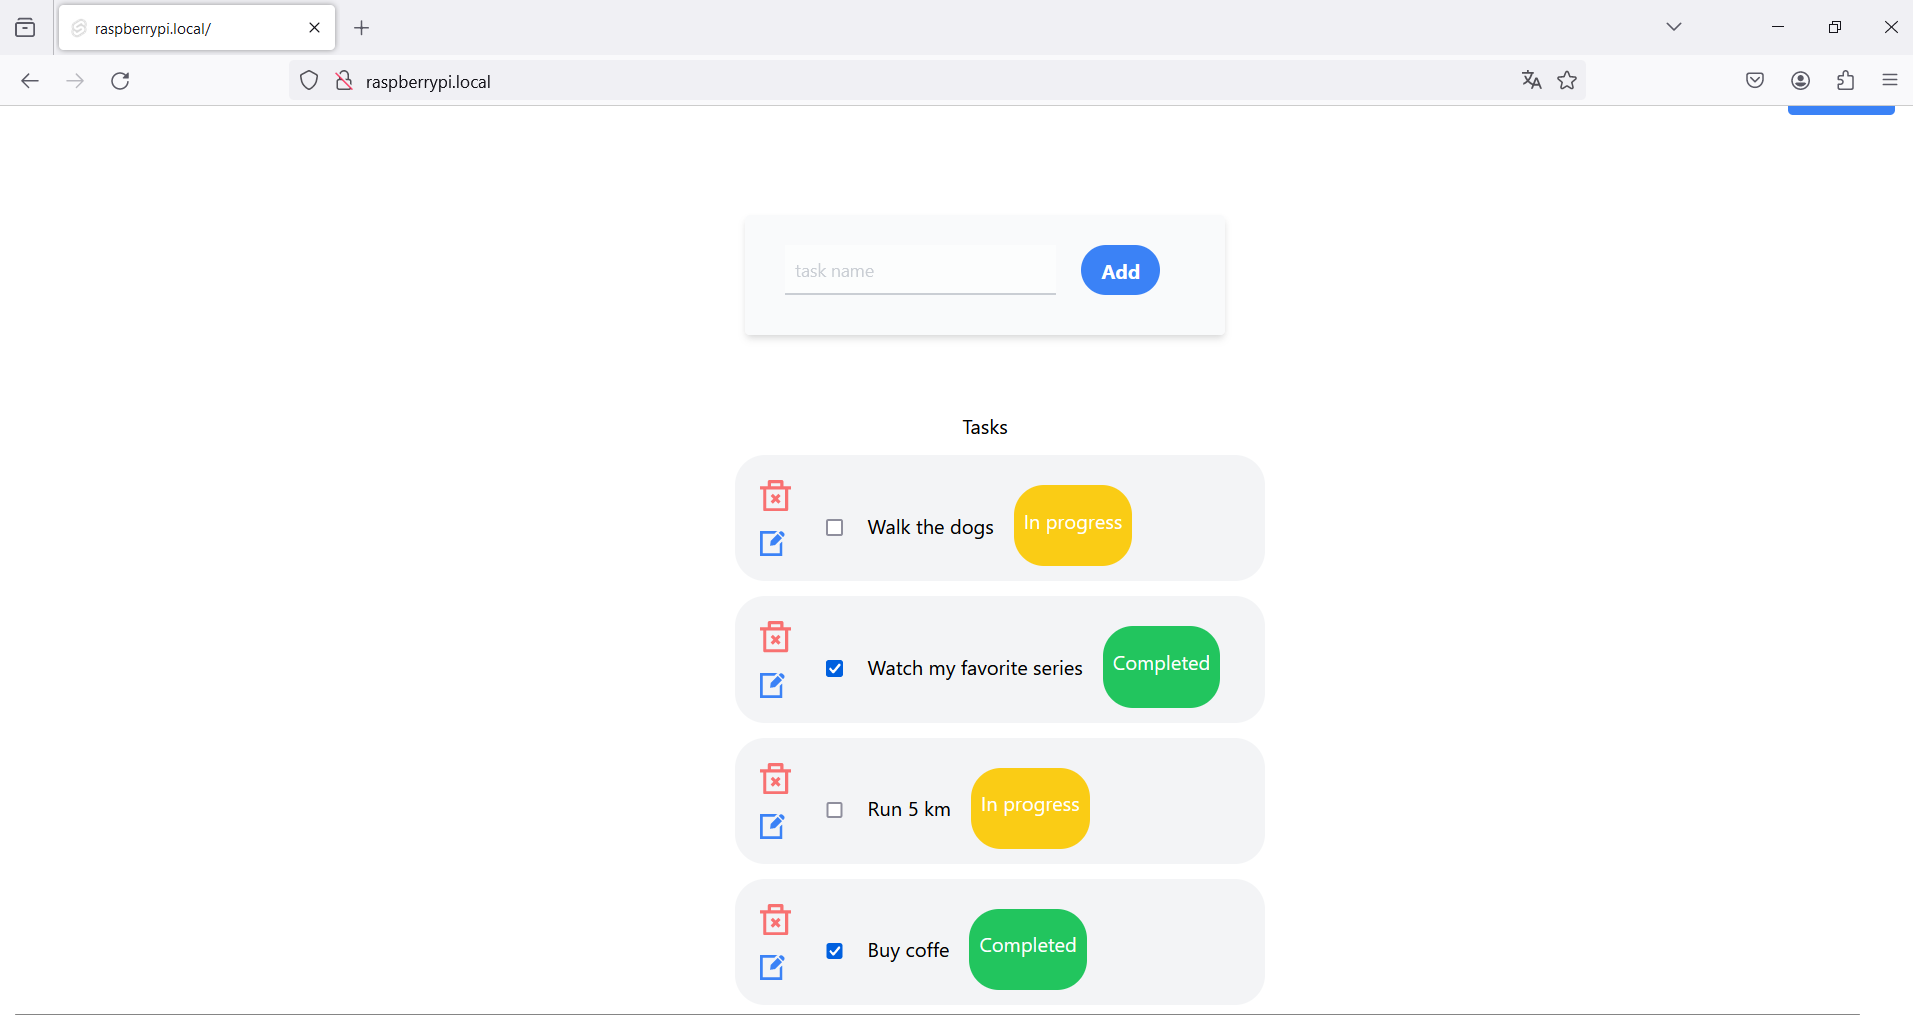 raspberrypi.local/
raspberrypi.local
task name
Add
Tasks
Walk the dogs
In progress
Watch my favorite series
Completed
Run 5 km
In progress
Buy coffe
Completed